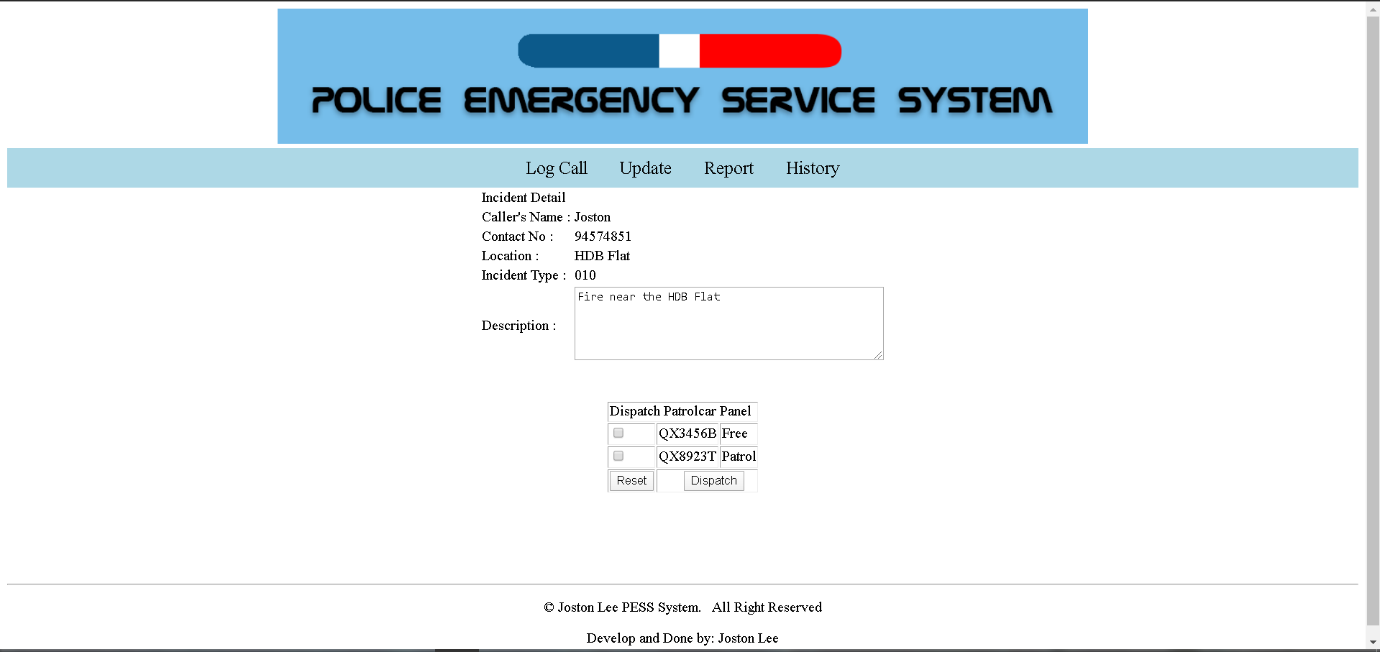 POLICE EMERGENCY SERVICE SYSTEM
Log Call Update Report History
Incident Detail
Caller's Name : Joston
Contact No : 94574851
Location : HDB Flat
Incident Type : 010
Description : Fire near the HDB Flat
Dispatch Patrolcar Panel
QX3456B Free
QX8923T Patrol
Reset Dispatch
© Joston Lee PESS System. All Right Reserved
Develop and Done by: Joston Lee